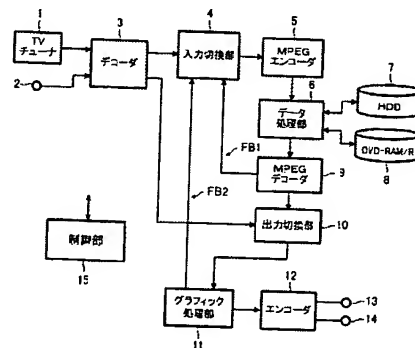 1
TV
チューナ
2
3
デコーダ
4
入力切換部
5
MPEG
エンコーダ
6
データ
処理部
7
HDD
DVD-RAM/R
8
FB1
FB2
MPEG
デコーダ
9
出力切換部
10
制御部
15
グラフィック
処理部
11
12
エンコーダ
13
14